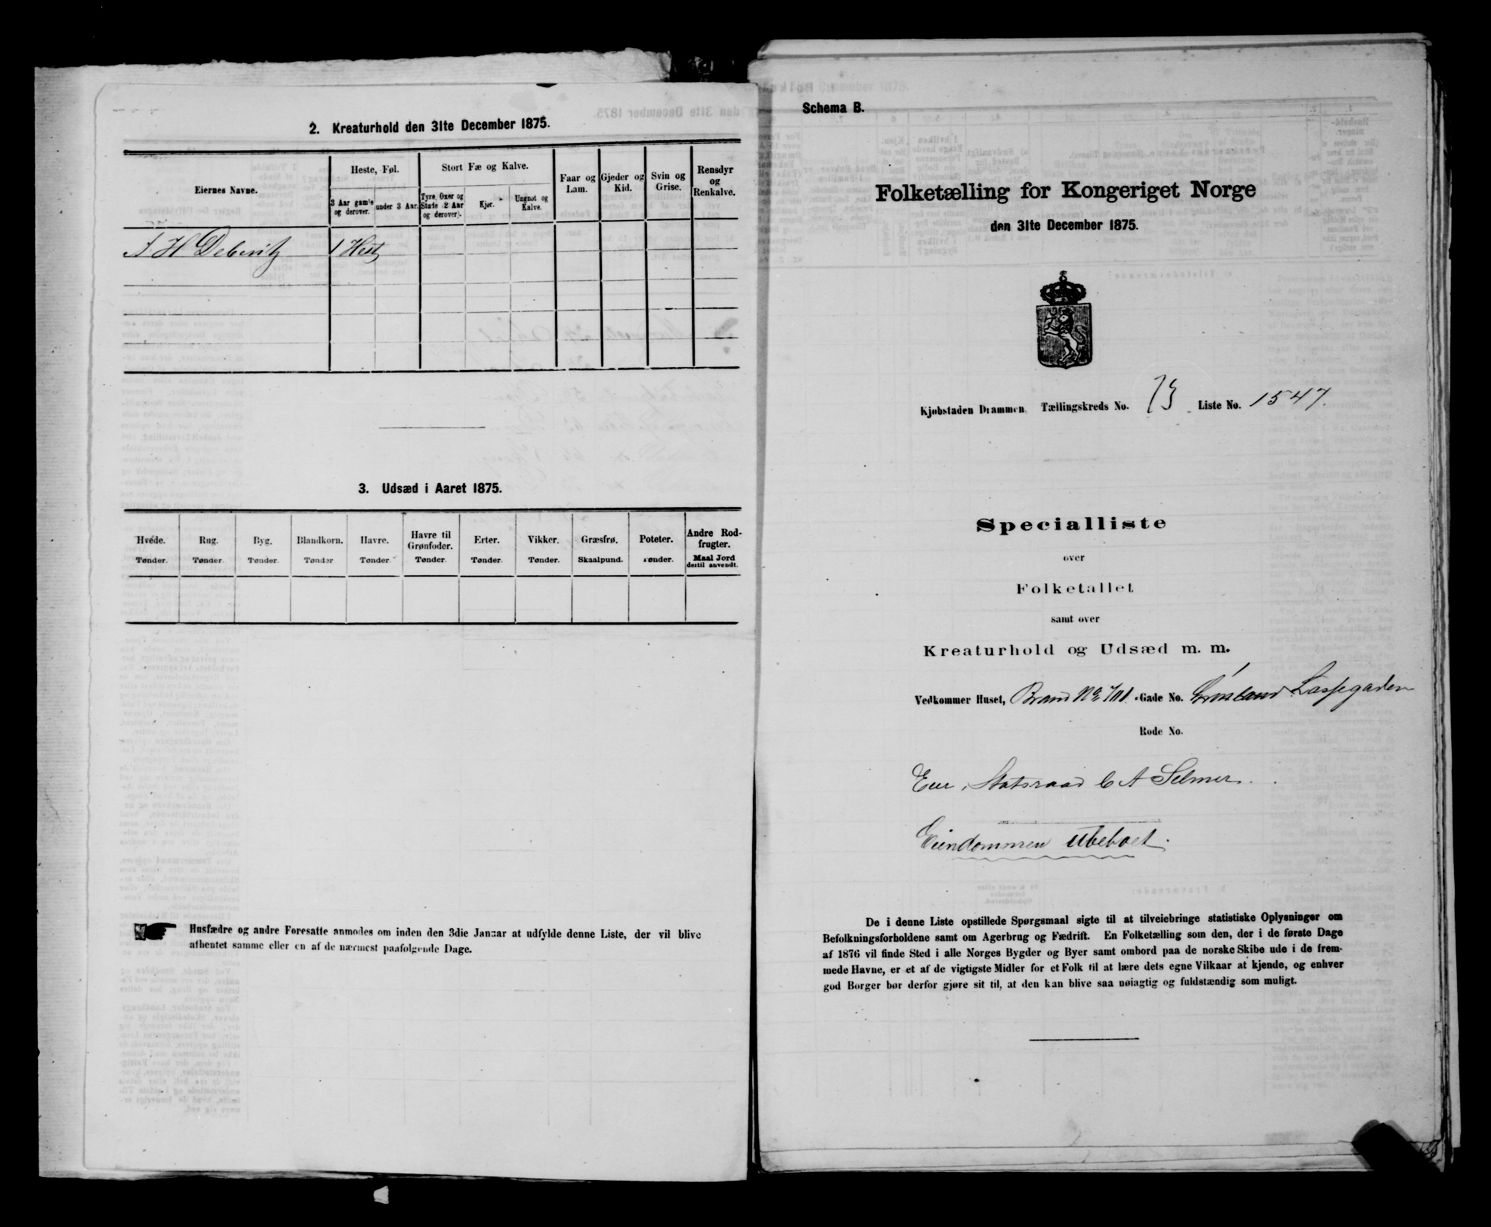 2. Kreaturhold den 31te December 1875.
Eiernes Navne.
Heste, Føl.
3 Aar gamle og derover.
under 3 Aar.
Stort Fæ og Kalve.
Tyre, Oxer og Stude (2 Aar og derover).
Kjør.
Ungnøt og Kalve.
Faar og Lam.
Gjeder og Kid.
Svin og Grise.
Rensdyr og Renkalve.
J H Deberitz 1 Hest
3. Udsæd i Aaret 1875.
Hvede. Rug. Byg. Blandkorn. Havre. Havre til Grønfoder. Erter. Vikker. Græsfrø. Poteter. Andre Rodfrugter.
Tønder. Tønder. Tønder. Tønder Tønder. Tønder. Tønder. Tønder. Skaalpund. Tønder. Maal Jord dertil anvendt.
Husfædre og andre Foresatte anmodes om inden den 3die Januar at udfylde denne Liste, der vil blive
afhentet samme eller en af de nærmest paafølgende Dage.
Schema B.
Folketælling for Kongeriget Norge
den 31te December 1875.
Kjøbstaden Drammen. Tællingskreds No. 13. Liste No. 1547.
Specialliste
over
Folketallet
samt over
Kreaturhold og Udsæd m. m.
Vedkommer Huset, Brand No Gade No. Grønland
Rode No.
Eier, Statsraad C A Selmer.
Eiendommen ubeboet.
De i denne Liste opstillede Spørgsmaal sigte til at tilveiebringe statistiske Oplysninger om
Befolkningsforholdene samt om Agerbrug og Fædrift. En Folketælling som den, der i de første Dage
af 1876 vil finde Sted i alle Norges Bygder og Byer samt ombord paa de norske Skibe ude i de frem-
mede Havne, er et af de vigtigste Midler for et Folk til at lære dets egne Vilkaar at kjende, og enhver
god Borger bør derfor gjøre sit til, at den kan blive saa nøiagtig og fuldstændig som muligt.